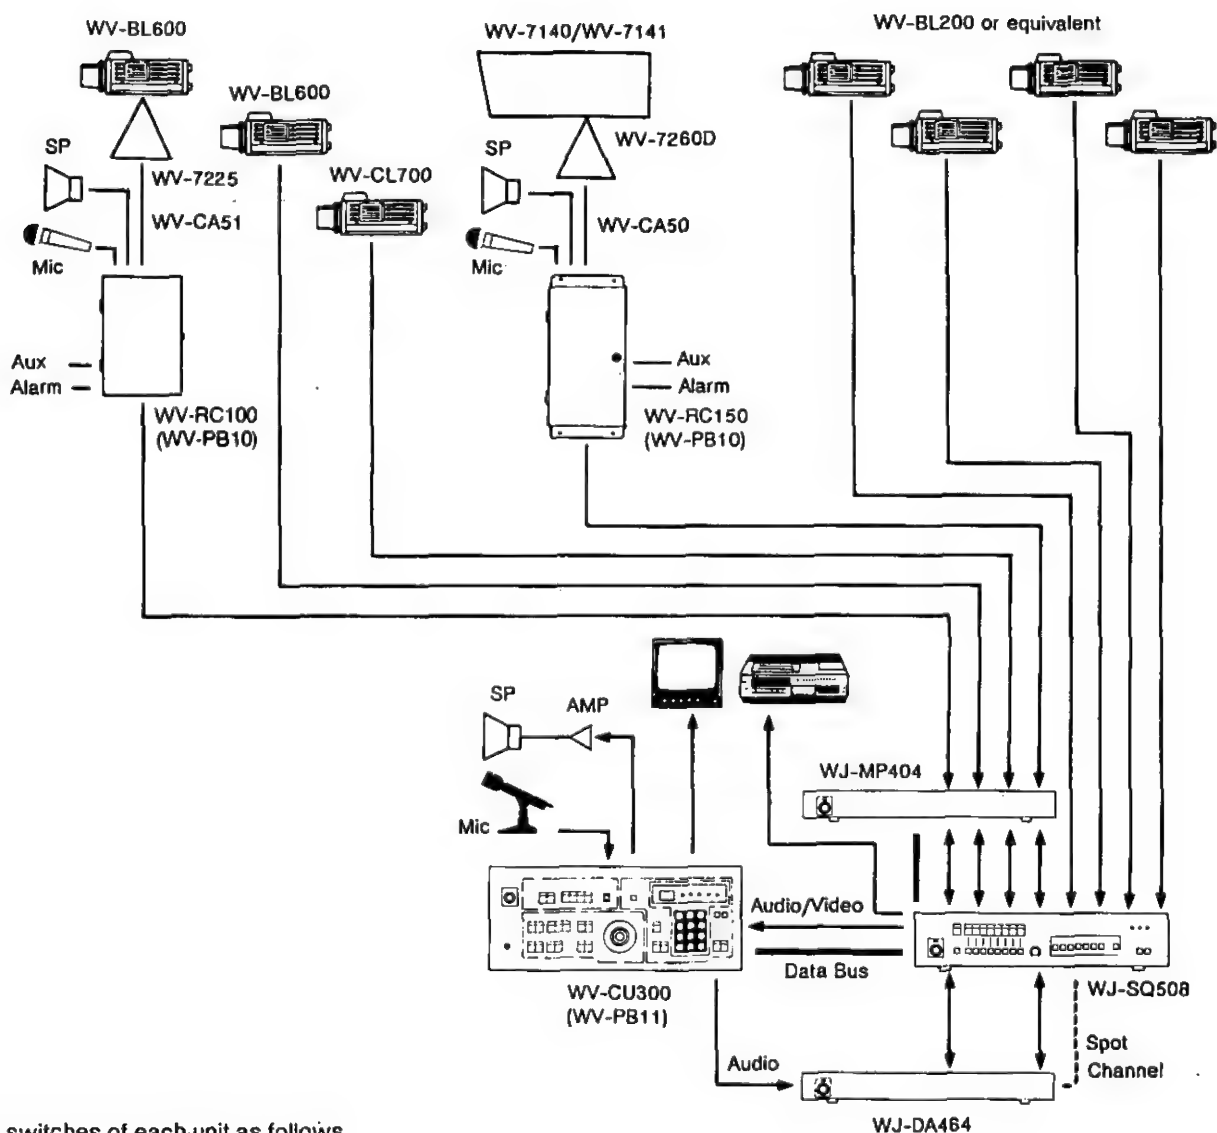 WV-BL600
WV-7140/WV-7141
WV-BL200 or equivalent
WV-BL600
SP
WV-7225
WV-CL700
SP
WV-7260D
WV-CA51
WV-CA50
Mic
Mic
Aux
Alarm
Aux
Alarm
WV-RC100
(WV-PB10)
WV-RC150
(WV-PB10)
SP
AMP
WJ-MP404
Mic
Audio/Video
Data Bus
WV-CU300
(WV-PB11)
WJ-SQ508
Audio
Spot
Channel
WJ-DA464
switches of each unit as follows